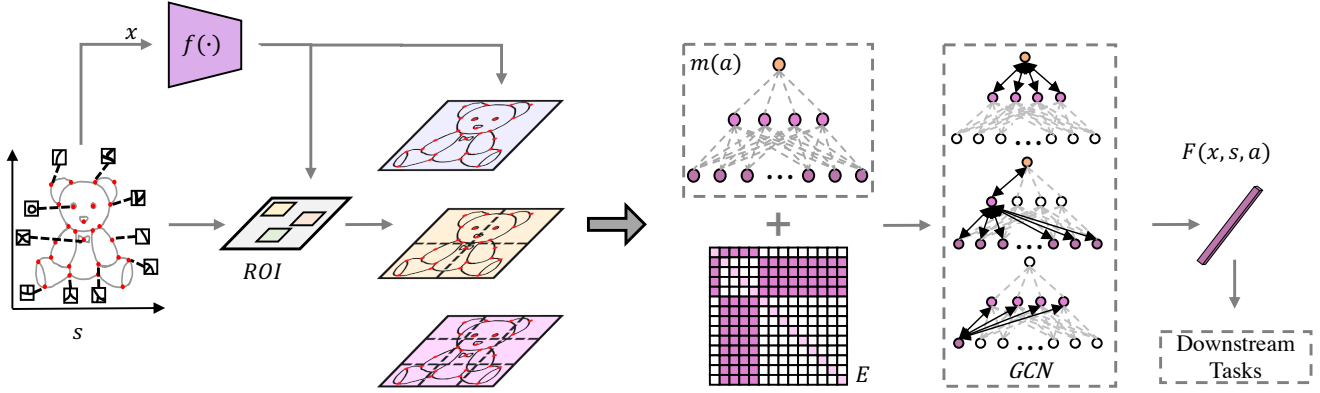 x
f(·)
m(a)
F(x, s, a)
ROI
s
E
GCN
Downstream
Tasks